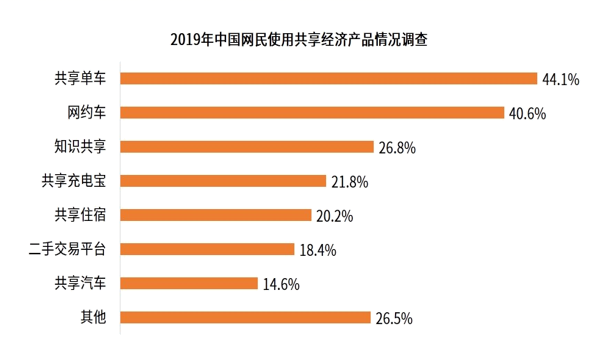 2019年中国网民使用共享经济产品情况调查
共享单车 44.1%
网约车 40.6%
知识共享 26.8%
共享充电宝 21.8%
共享住宿 20.2%
二手交易平台 18.4%
共享汽车 14.6%
其他 26.5%